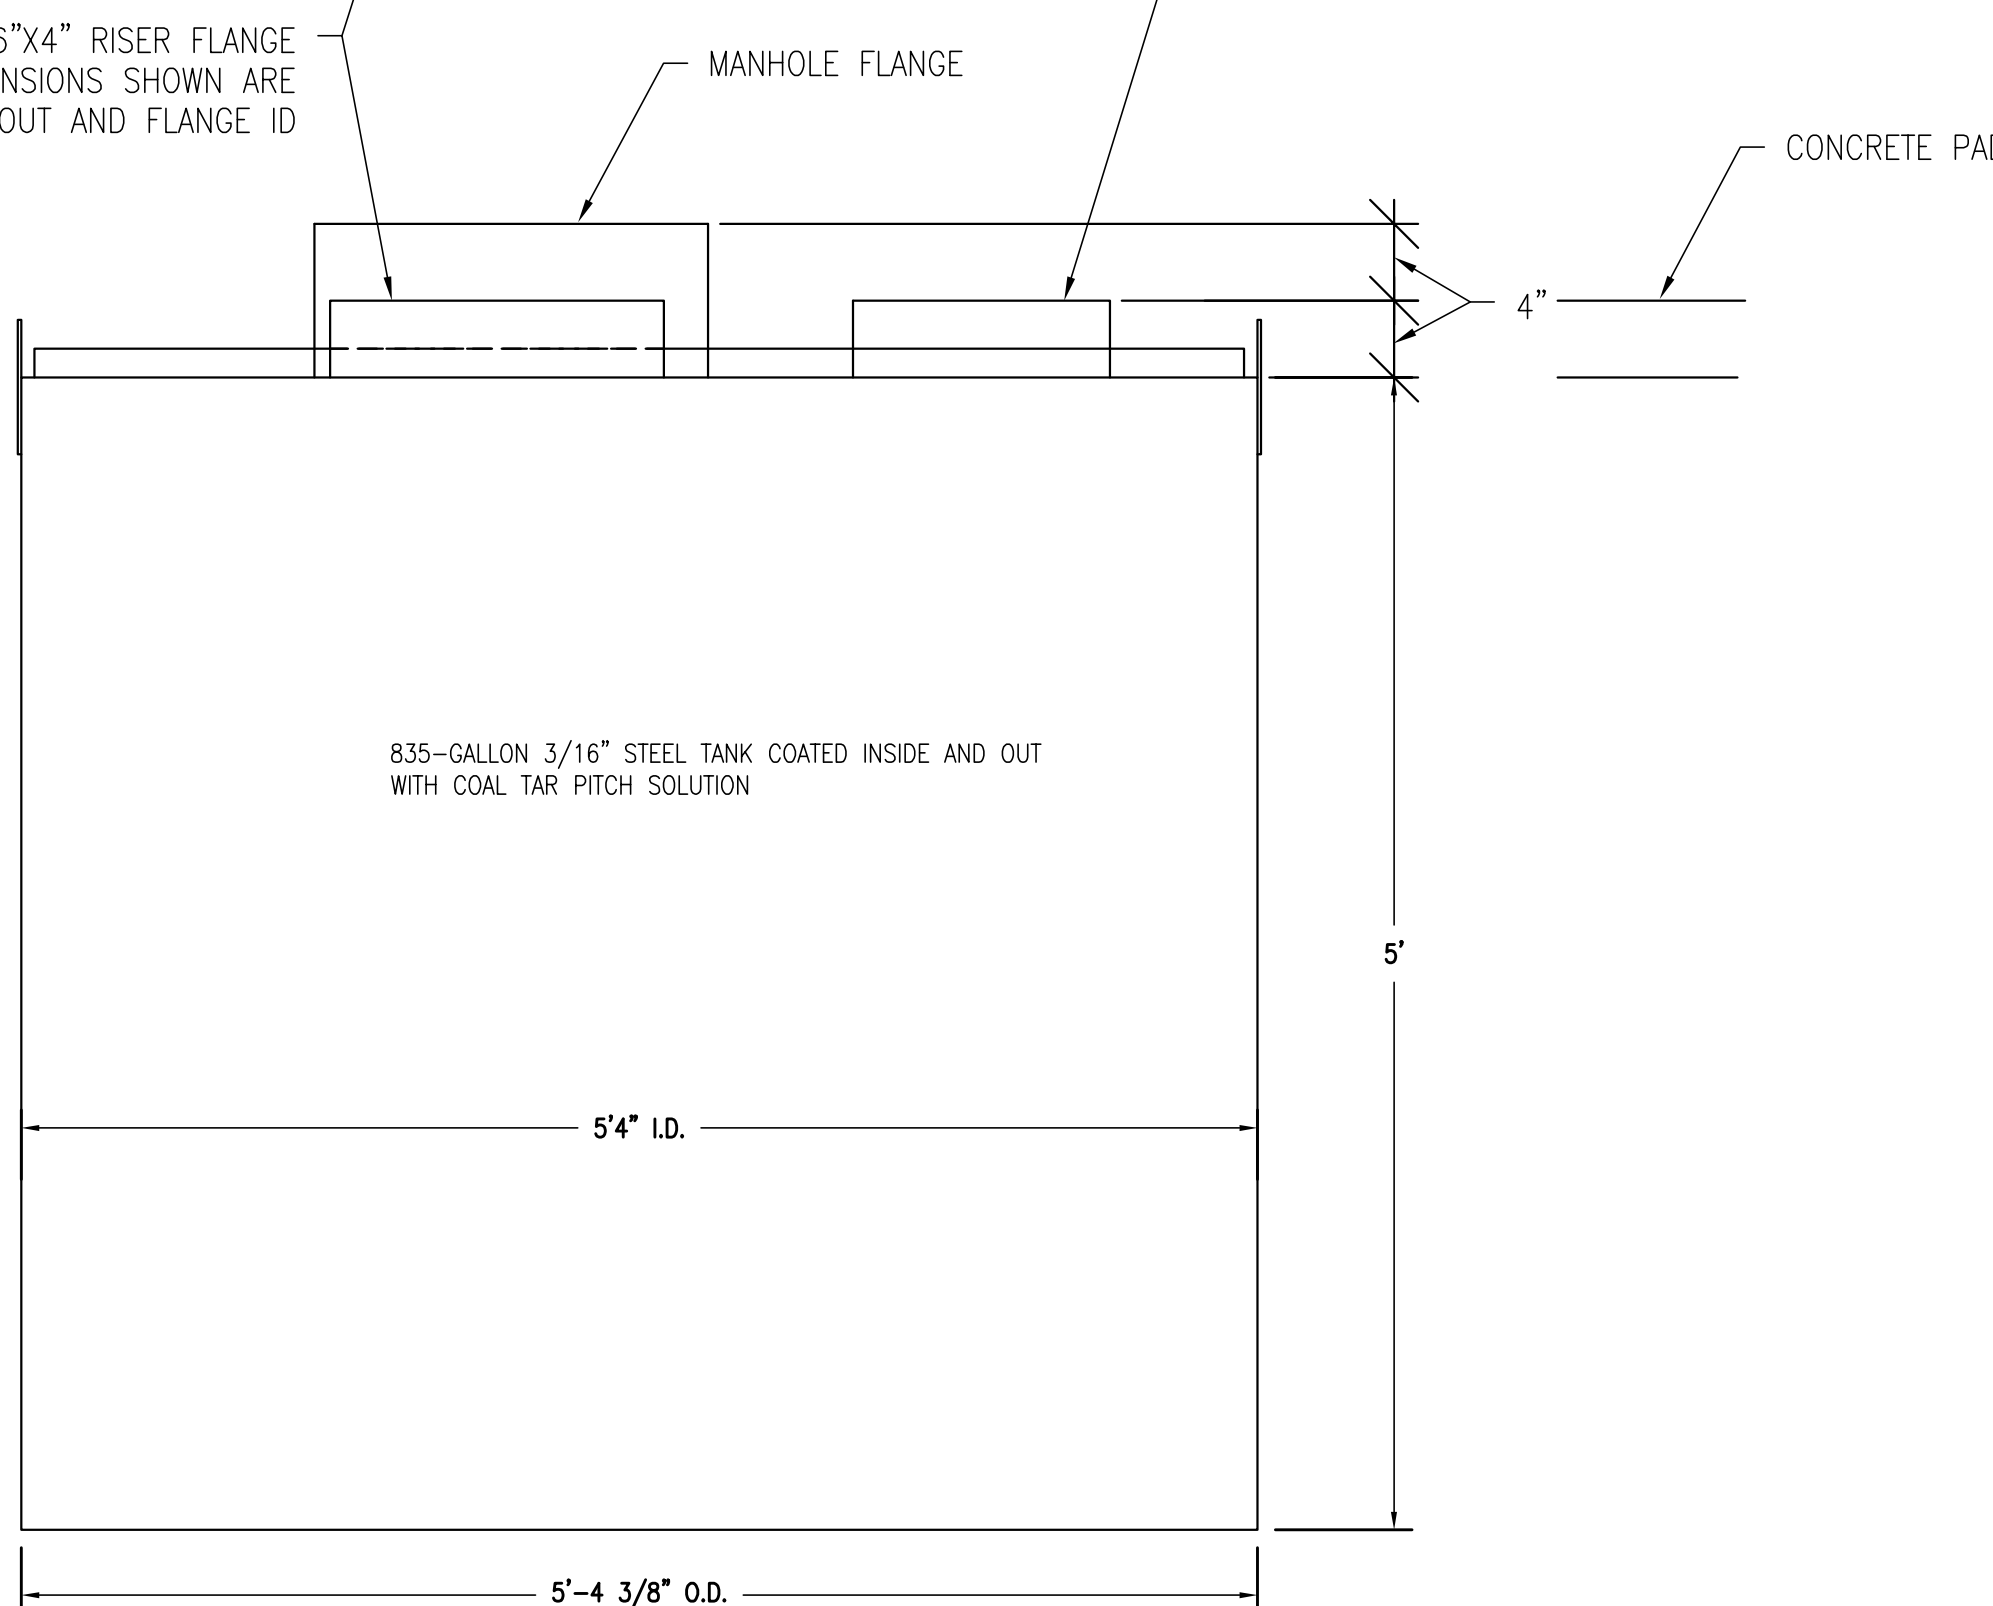 6”X4” RISER FLANGE
NSIONS SHOWN ARE
OUT AND FLANGE ID
MANHOLE FLANGE
CONCRETE PAD
4”
835-GALLON 3/16” STEEL TANK COATED INSIDE AND OUT
WITH COAL TAR PITCH SOLUTION
5’
5’4” I.D.
5’-4 3/8” O.D.